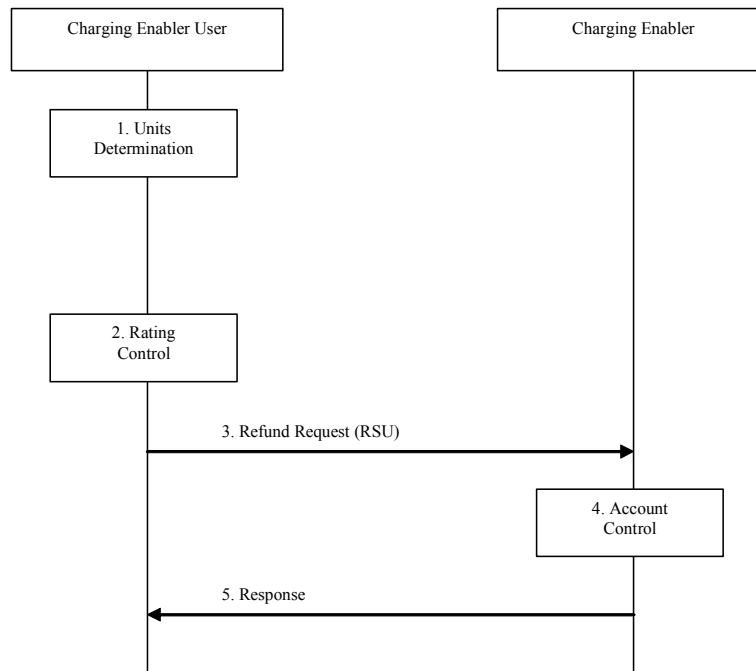 Charging Enabler User
Charging Enabler
1. Units
Determination
2. Rating
Control
3. Refund Request (RSU)
4. Account
Control
5. Response